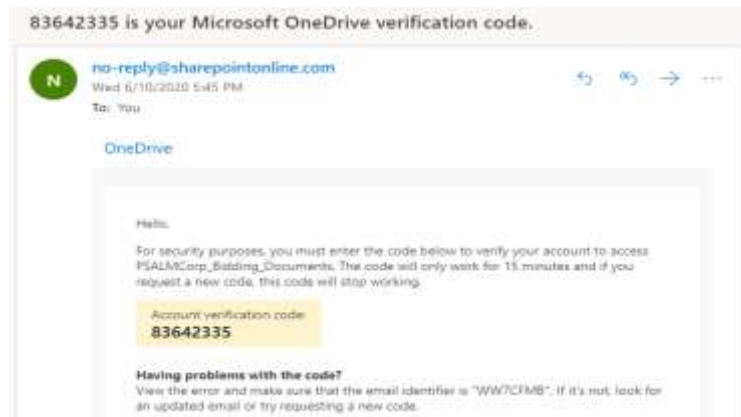 83642335 is your Microsoft OneDrive verification code.
N
no-reply@sharepointonline.com
Wed 6/10/2020 5:45 PM
To: You
OneDrive
Hello,
For security purposes, you must enter the code below to verify your account to access
PSALMCorp_Bidding_Documents. The code will only work for 15 minutes and if you
request a new code, this code will stop working.
Account verification code:
83642335
Having problems with the code?
View the error and make sure that the email identifier is "WW7CFMB". If it's not, look for
an updated email or try requesting a new code.